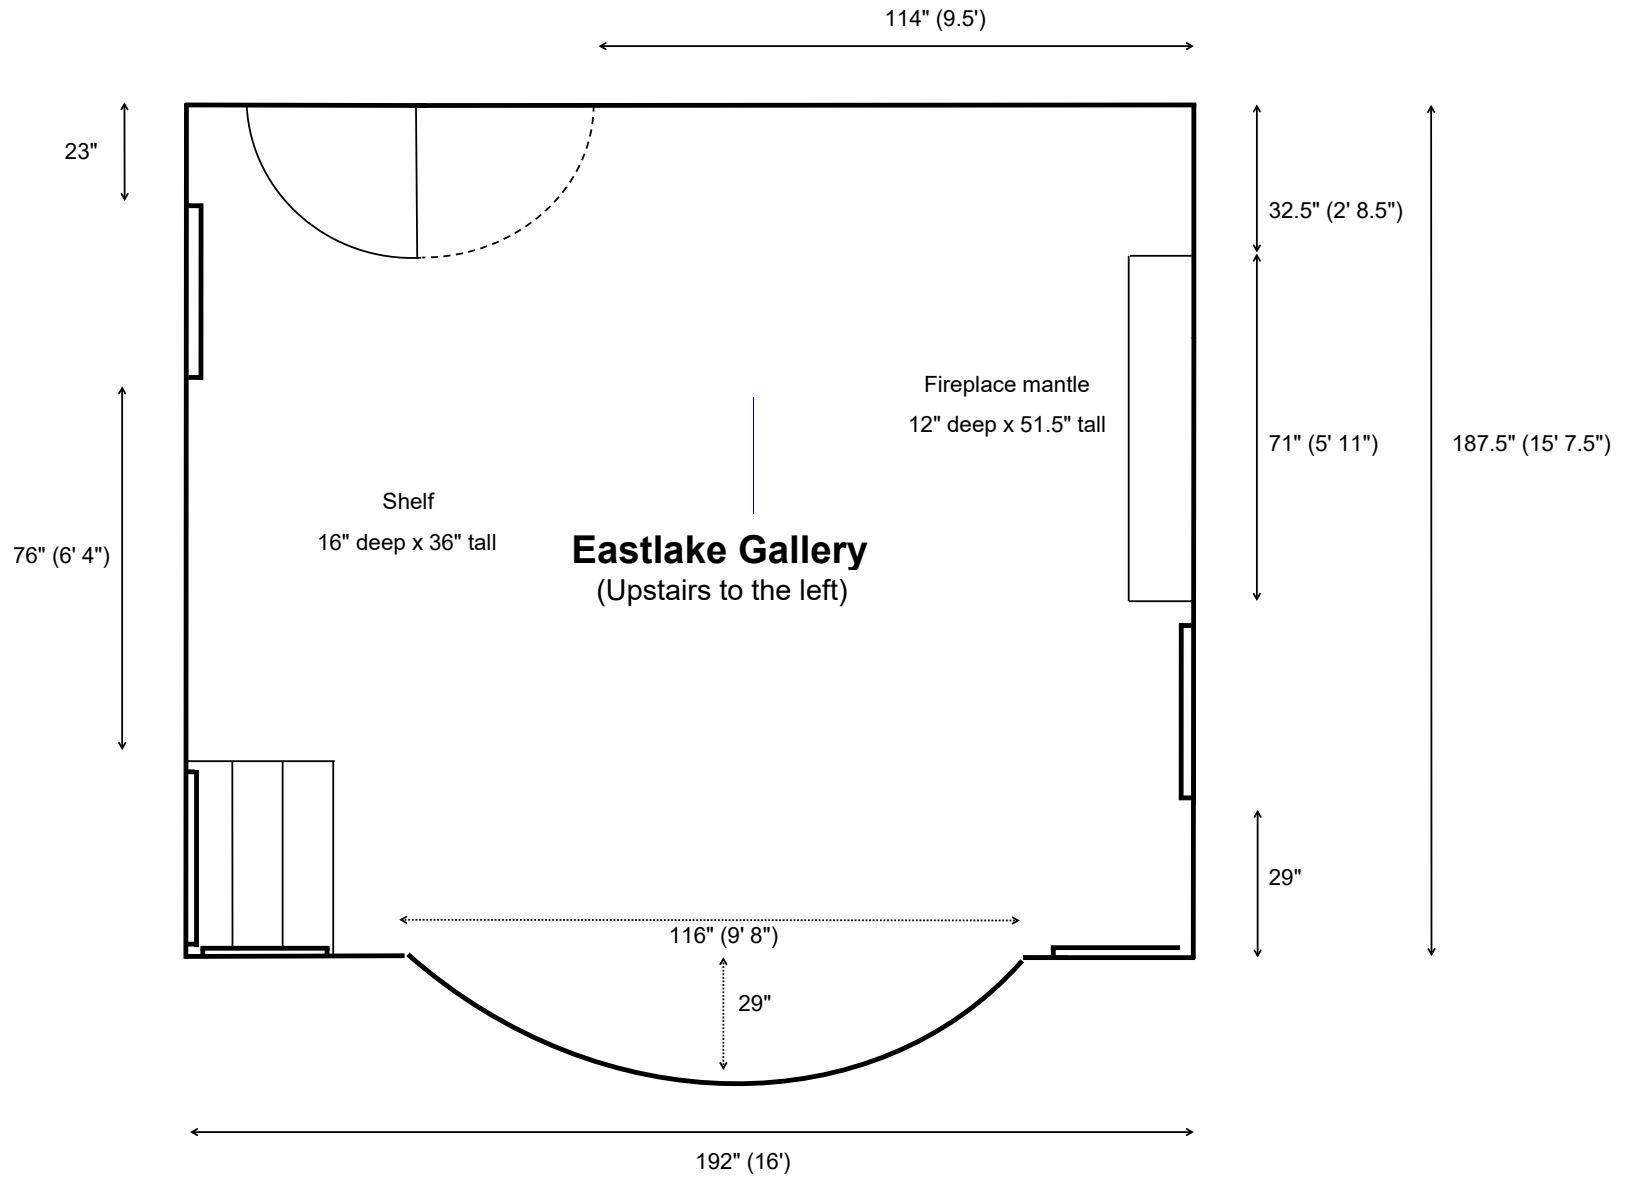 114" (9.5')
23"
32.5" (2' 8.5")
Fireplace mantle
12" deep x 51.5" tall
71" (5' 11")
187.5" (15' 7.5")
Shelf
16" deep x 36" tall
76" (6' 4")
Eastlake Gallery
(Upstairs to the left)
29"
116" (9' 8")
29"
192" (16')